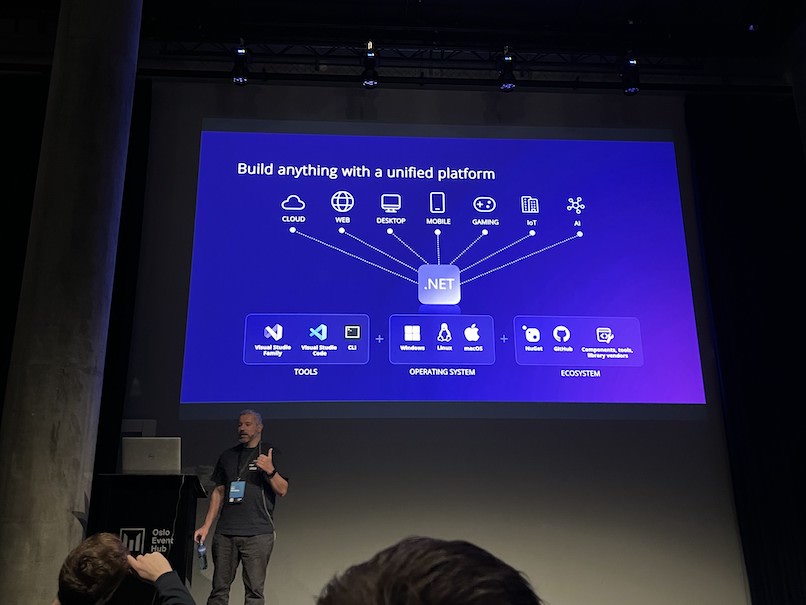 Build anything with a unified platform
CLOUD
WEB
DESKTOP
MOBILE
GAMING
IoT
AI
.NET
Visual Studio
Family
Visual Studio
Code
CLI
+
Windows
Linux
macOS
+
NuGet
GitHub
Components, tools,
library vendors
TOOLS
OPERATING SYSTEM
ECOSYSTEM
Oslo
Event
Hub